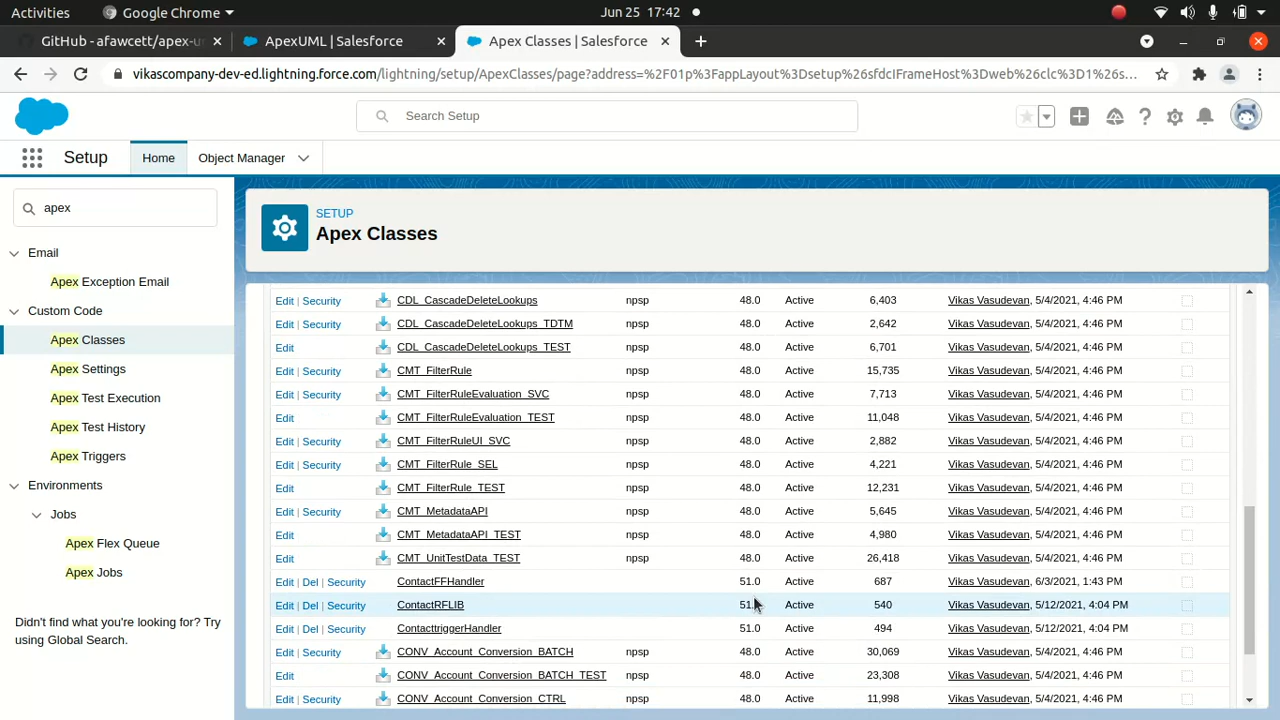 Activities Google Chrome Jun 25 17:42
GitHub - afawcett/apex-u
ApexUML | Salesforce
Apex Classes | Salesforce
vikascompany-dev-ed.lightning.force.com/lightning/setup/ApexClasses/page?address=%2F01p%3FappLayout%3Dsetup%26sfdcIFrameHost%3Dweb%26clc%3D1%26s...
Search Setup
Setup Home Object Manager
apex
Email
Apex Exception Email
Custom Code
Apex Classes
Apex Settings
Apex Test Execution
Apex Test History
Apex Triggers
Environments
Jobs
Apex Flex Queue
Apex Jobs
Didn't find what you're looking for? Try
using Global Search.
SETUP
Apex Classes
Edit | Security CDL_CascadeDeleteLookups npsp 48.0 Active 6,403 Vikas Vasudevan, 5/4/2021, 4:46 PM
Edit | Security CDL_CascadeDeleteLookups_TDTM npsp 48.0 Active 2,642 Vikas Vasudevan, 5/4/2021, 4:46 PM
Edit CDL_CascadeDeleteLookups_TEST npsp 48.0 Active 6,701 Vikas Vasudevan, 5/4/2021, 4:46 PM
Edit | Security CMT_FilterRule npsp 48.0 Active 15,735 Vikas Vasudevan, 5/4/2021, 4:46 PM
Edit | Security CMT_FilterRuleEvaluation_SVC npsp 48.0 Active 7,713 Vikas Vasudevan, 5/4/2021, 4:46 PM
Edit CMT_FilterRuleEvaluation_TEST npsp 48.0 Active 11,048 Vikas Vasudevan, 5/4/2021, 4:46 PM
Edit | Security CMT_FilterRuleUI_SVC npsp 48.0 Active 2,882 Vikas Vasudevan, 5/4/2021, 4:46 PM
Edit | Security CMT_FilterRule_SEL npsp 48.0 Active 4,221 Vikas Vasudevan, 5/4/2021, 4:46 PM
Edit CMT_FilterRule_TEST npsp 48.0 Active 12,231 Vikas Vasudevan, 5/4/2021, 4:46 PM
Edit | Security CMT_MetadataAPI npsp 48.0 Active 5,645 Vikas Vasudevan, 5/4/2021, 4:46 PM
Edit CMT_MetadataAPI_TEST npsp 48.0 Active 4,980 Vikas Vasudevan, 5/4/2021, 4:46 PM
Edit CMT_UnitTestData_TEST npsp 48.0 Active 26,418 Vikas Vasudevan, 5/4/2021, 4:46 PM
Edit | Del | Security ContactFFHandler 51.0 Active 687 Vikas Vasudevan, 6/3/2021, 1:43 PM
Edit | Del | Security ContactRFLIB 51. Active 540 Vikas Vasudevan, 5/12/2021, 4:04 PM
Edit | Del | Security ContacttriggerHandler 51.0 Active 494 Vikas Vasudevan, 5/12/2021, 4:04 PM
Edit | Security CONV_Account_Conversion_BATCH npsp 48.0 Active 30,069 Vikas Vasudevan, 5/4/2021, 4:46 PM
Edit CONV_Account_Conversion_BATCH_TEST npsp 48.0 Active 23,308 Vikas Vasudevan, 5/4/2021, 4:46 PM
Edit | Security CONV_Account_Conversion_CTRL npsp 48.0 Active 11,998 Vikas Vasudevan, 5/4/2021, 4:46 PM